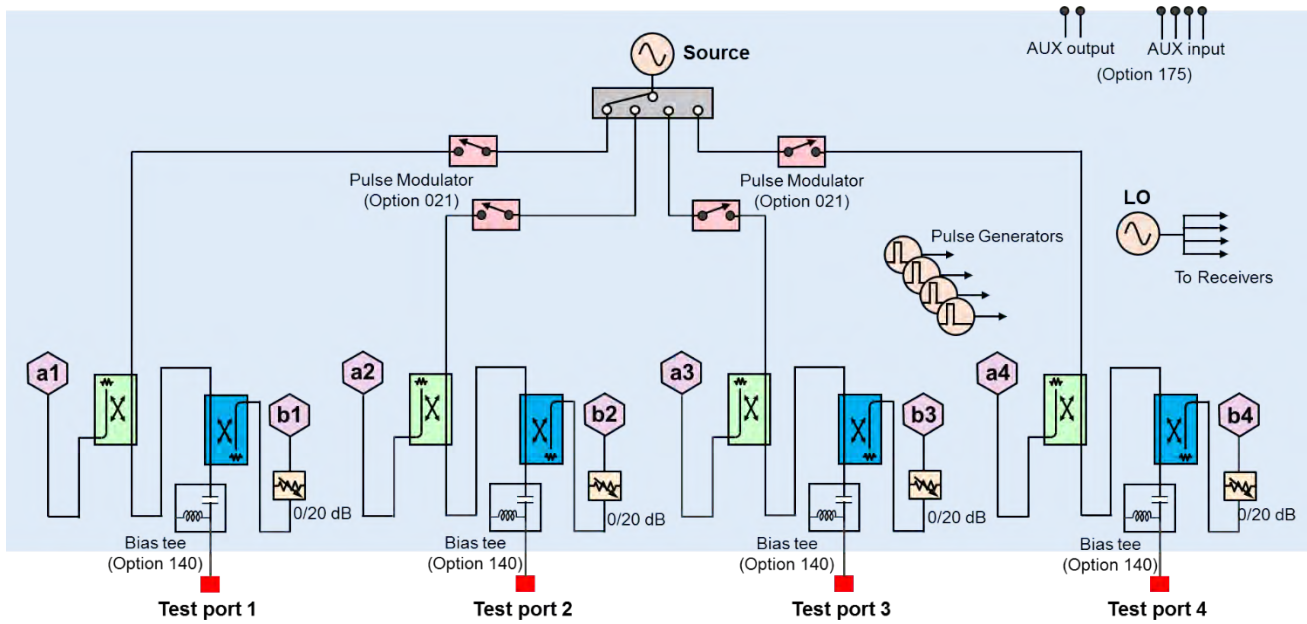 Source
AUX output
AUX input
(Option 175)
Pulse Modulator
(Option 021)
Pulse Modulator
(Option 021)
LO
Pulse Generators
To Receivers
a1
b1
a2
b2
a3
b3
a4
b4
0/20 dB
0/20 dB
0/20 dB
0/20 dB
Bias tee
(Option 140)
Bias tee
(Option 140)
Bias tee
(Option 140)
Bias tee
(Option 140)
Test port 1
Test port 2
Test port 3
Test port 4